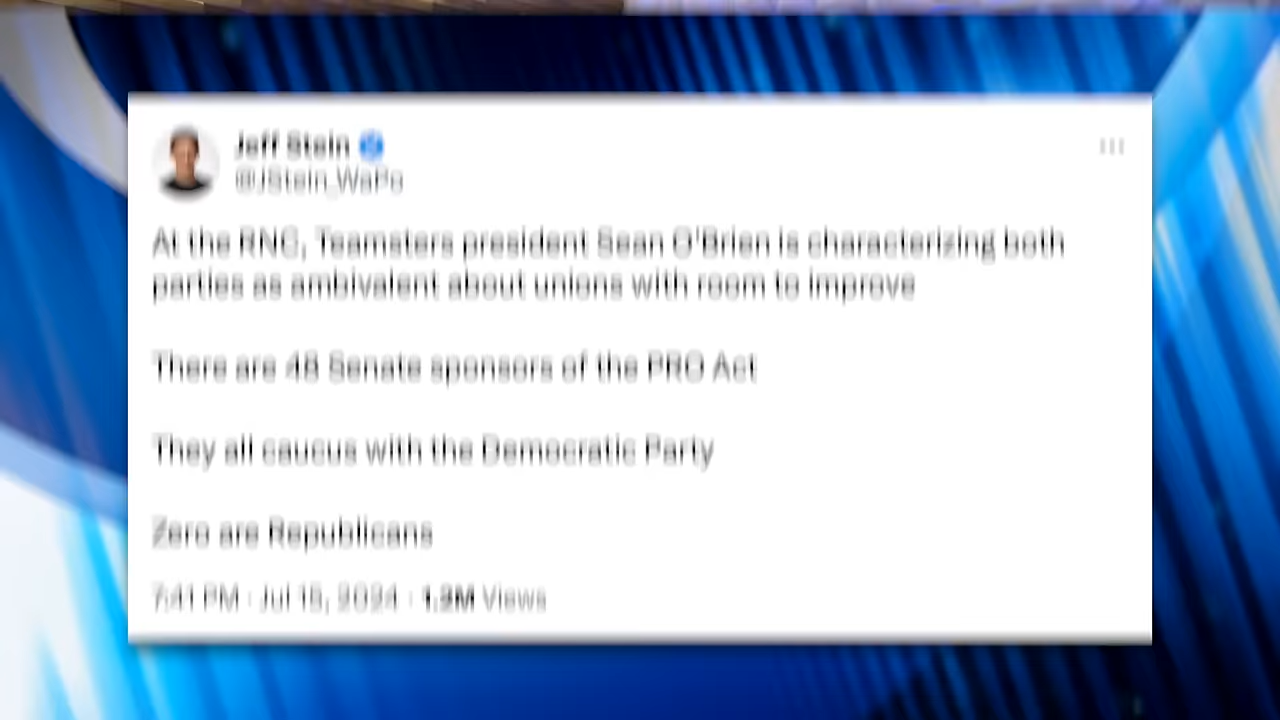 Jeff Stein
@JStein_WaPo
At the RNC, Teamsters president Sean O'Brien is characterizing both
parties as ambivalent about unions with room to improve
There are 48 Senate sponsors of the PRO Act
They all caucus with the Democratic Party
Zero are Republicans
7:41 PM · Jul 15, 2024 · Views